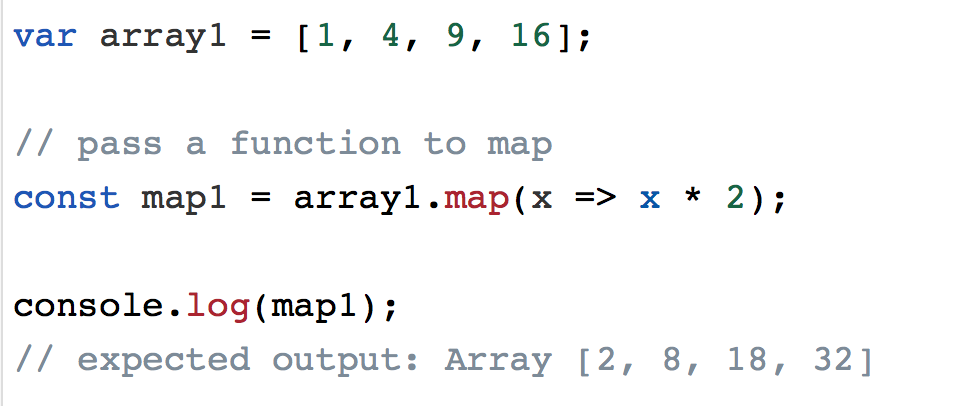 var array1 = [1, 4, 9, 16];
// pass a function to map
const map1 = array1.map(x => x * 2);
console.log(map1);
// expected output: Array [2, 8, 18, 32]